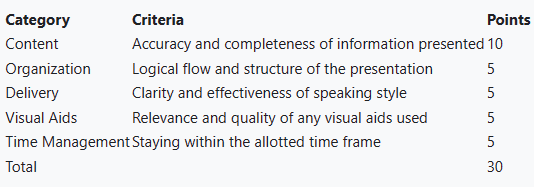 Category Criteria Points
Content Accuracy and completeness of information presented 10
Organization Logical flow and structure of the presentation 5
Delivery Clarity and effectiveness of speaking style 5
Visual Aids Relevance and quality of any visual aids used 5
Time Management Staying within the allotted time frame 5
Total 30